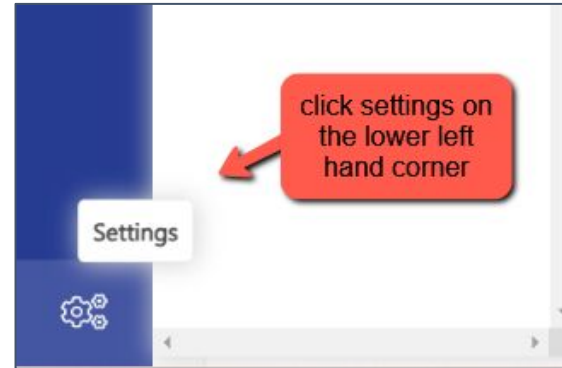 click settings on
the lower left
hand corner
Settings